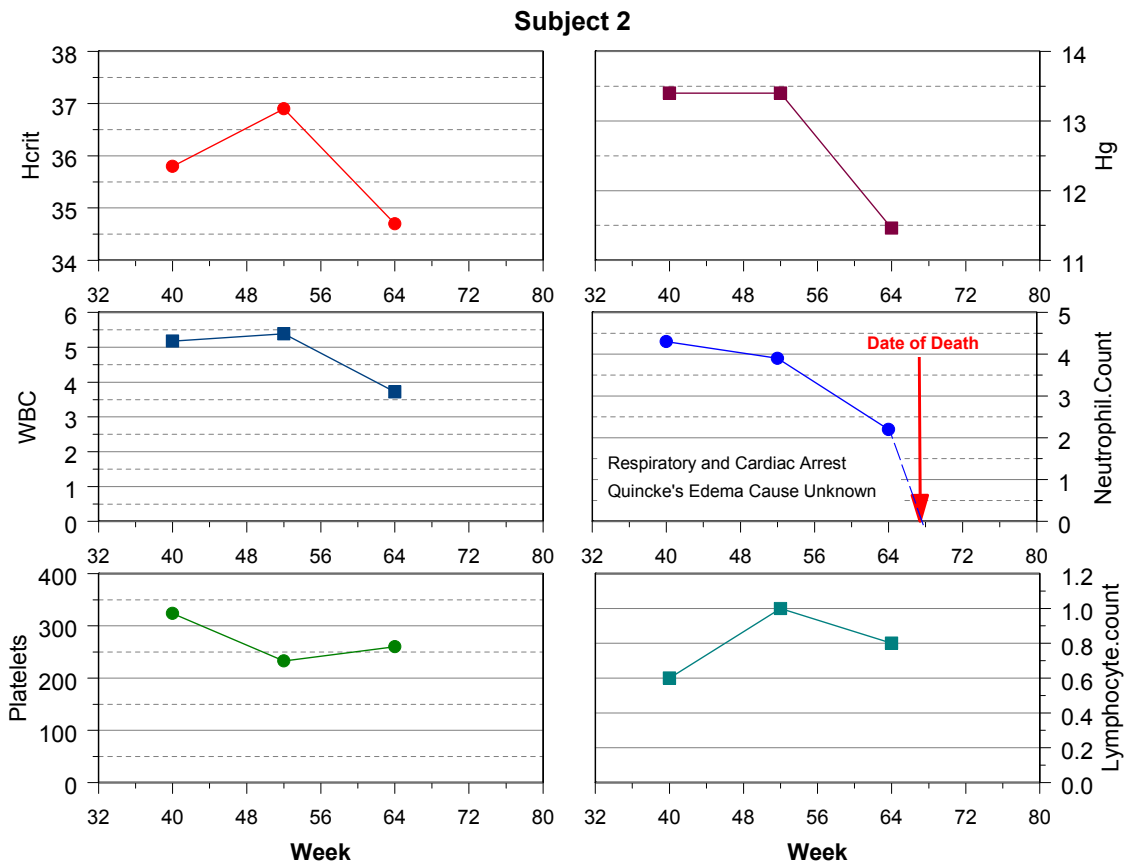 Subject 2
38
37
36
35
34
Hcrit
32 40 48 56 64 72 80
14
13
12
11
Hg
32 40 48 56 64 72 80
6
5
4
3
2
1
0
WBC
32 40 48 56 64 72 80
5
4
3
2
1
0
Neutrophil.Count
Date of Death
Respiratory and Cardiac Arrest
Quincke's Edema Cause Unknown
32 40 48 56 64 72 80
400
300
200
100
0
Platelets
32 40 48 56 64 72 80
Week
1.2
1.0
0.8
0.6
0.4
0.2
0.0
Lymphocyte.count
32 40 48 56 64 72 80
Week